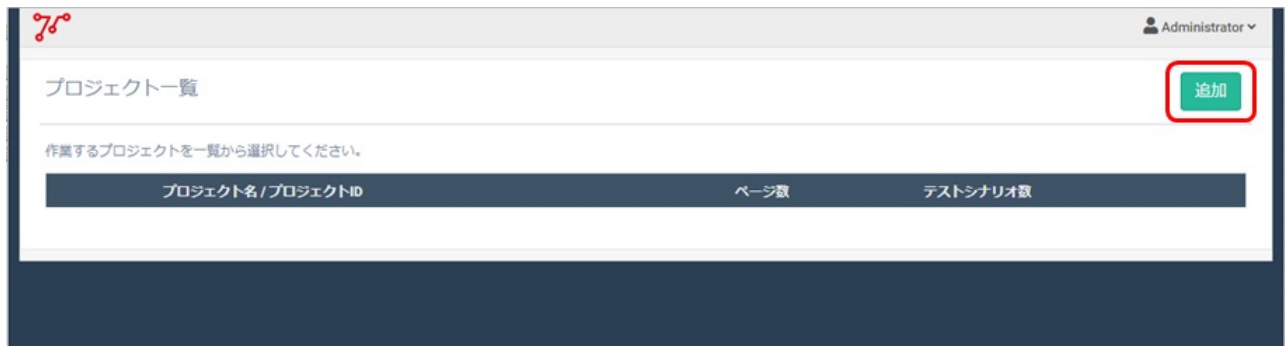 Administrator
プロジェクト一覧
追加
作業するプロジェクトを一覧から選択してください。
プロジェクト名 / プロジェクトID ページ数 テストシナリオ数